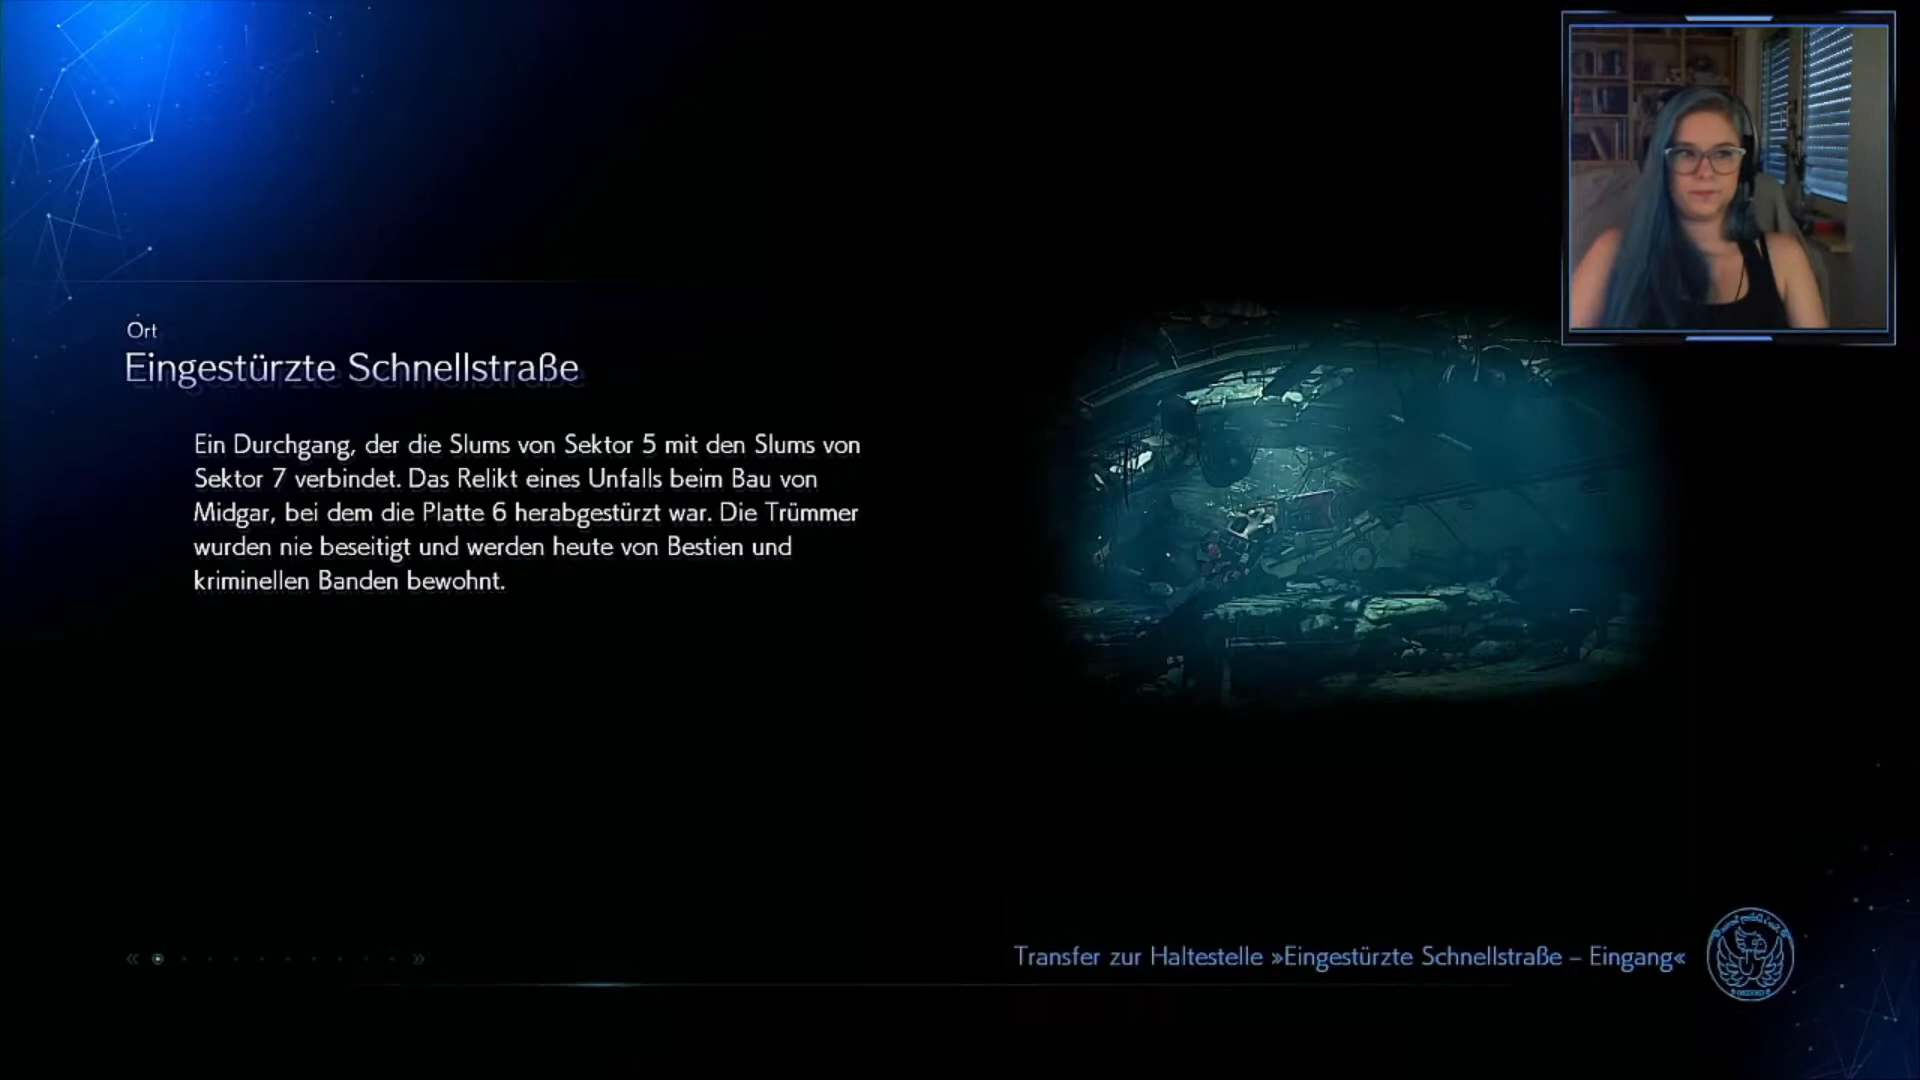 Ort
Eingestürzte Schnellstraße
Ein Durchgang, der die Slums von Sektor 5 mit den Slums von
Sektor 7 verbindet. Das Relikt eines Unfalls beim Bau von
Midgar, bei dem die Platte 6 herabgestürzt war. Die Trümmer
wurden nie beseitigt und werden heute von Bestien und
kriminellen Banden bewohnt.
Transfer zur Haltestelle »Eingestürzte Schnellstraße – Eingang«